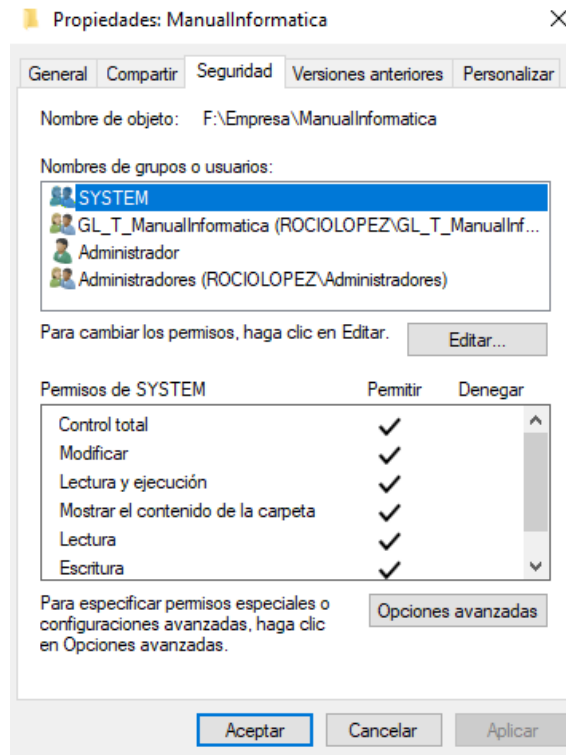 Propiedades: ManualInformatica
General Compartir Seguridad Versiones anteriores Personalizar
Nombre de objeto: F:\Empresa\ManualInformatica
Nombres de grupos o usuarios:
SYSTEM
GL_T_ManualInformatica (ROCIOLOPEZ\GL_T_ManualInf...
Administrador
Administradores (ROCIOLOPEZ\Administradores)
Para cambiar los permisos, haga clic en Editar. Editar...
Permisos de SYSTEM Permitir Denegar
Control total
Modificar
Lectura y ejecución
Mostrar el contenido de la carpeta
Lectura
Escritura
Para especificar permisos especiales o
configuraciones avanzadas, haga clic
en Opciones avanzadas.
Opciones avanzadas
Aceptar Cancelar Aplicar